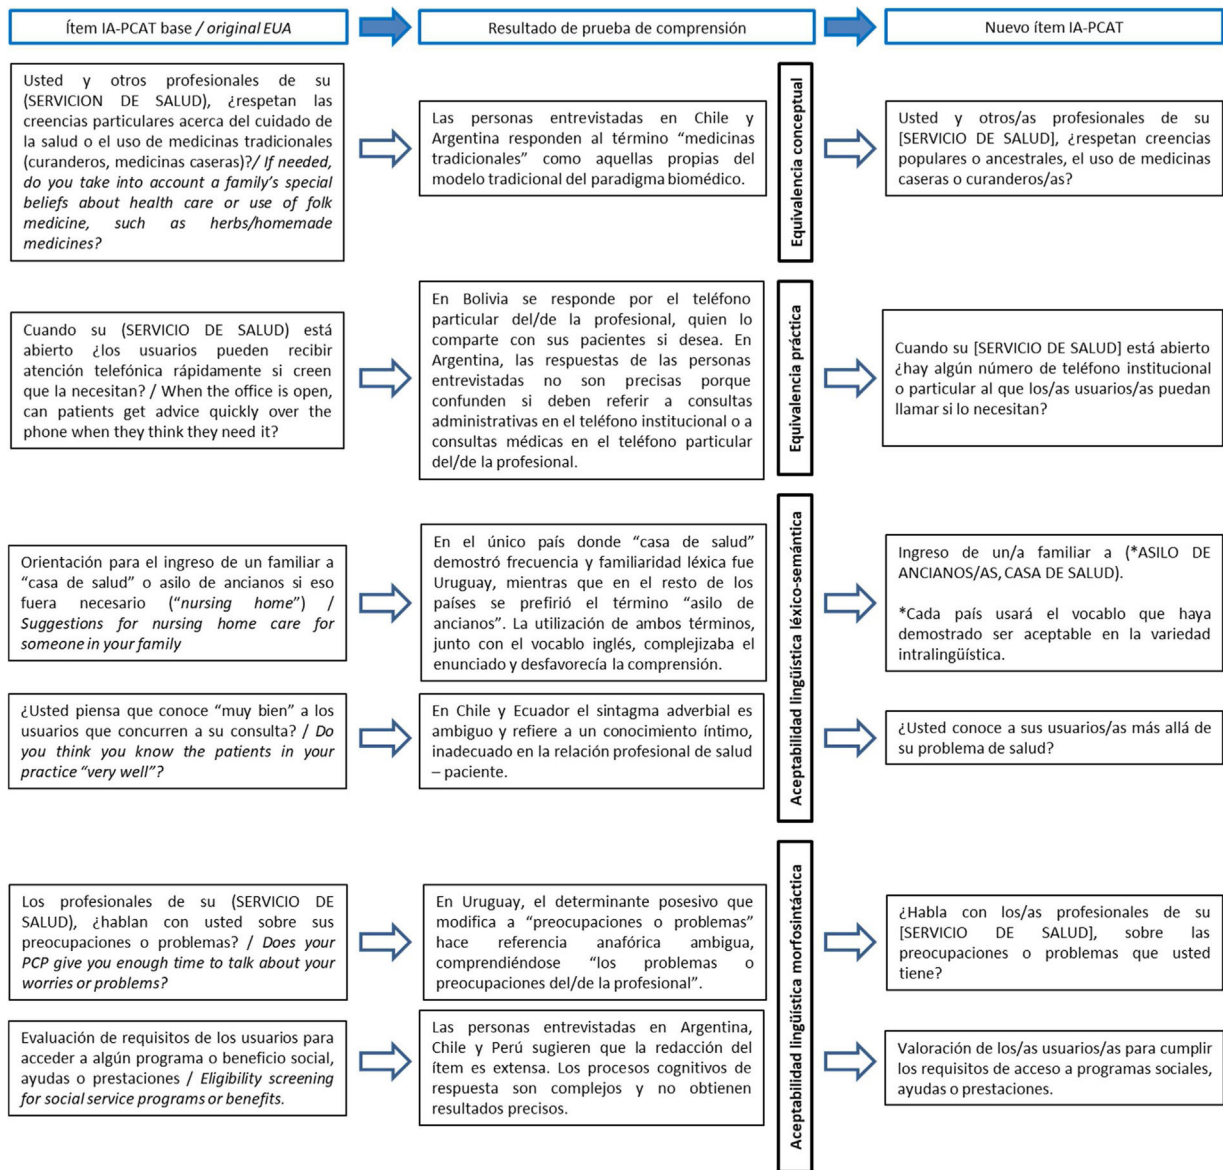 Ítem IA-PCAT base / original EUA
Resultado de prueba de comprensión
Nuevo ítem IA-PCAT
Usted y otros profesionales de su
(SERVICION DE SALUD), ¿respetan las
creencias particulares acerca del cuidado de
la salud o el uso de medicinas tradicionales
(curanderos, medicinas caseras)?/ If needed,
do you take into account a family’s special
beliefs about health care or use of folk
medicine, such as herbs/homemade
medicines?
Las personas entrevistadas en Chile y
Argentina responden al término “medicinas
tradicionales” como aquellas propias del
modelo tradicional del paradigma biomédico.
Equivalencia conceptual
Usted y otros/as profesionales de su
[SERVICIO DE SALUD], ¿respetan creencias
populares o ancestrales, el uso de medicinas
caseras o curanderos/as?
Cuando su (SERVICIO DE SALUD) está
abierto ¿los usuarios pueden recibir
atención telefónica rápidamente si creen
que la necesitan? / When the office is open,
can patients get advice quickly over the
phone when they think they need it?
En Bolivia se responde por el teléfono
particular del/de la profesional, quien lo
comparte con sus pacientes si desea. En
Argentina, las respuestas de las personas
entrevistadas no son precisas porque
confunden si deben referir a consultas
administrativas en el teléfono institucional o a
consultas médicas en el teléfono particular
del/de la profesional.
Equivalencia práctica
Cuando su [SERVICIO DE SALUD] está abierto
¿hay algún número de teléfono institucional
o particular al que los/as usuarios/as puedan
llamar si lo necesitan?
Orientación para el ingreso de un familiar a
“casa de salud” o asilo de ancianos si eso
fuera necesario (“nursing home”) /
Suggestions for nursing home care for
someone in your family
En el único país donde “casa de salud”
demostró frecuencia y familiaridad léxica fue
Uruguay, mientras que en el resto de los
países se prefirió el término “asilo de
ancianos”. La utilización de ambos términos,
junto con el vocablo inglés, complejizaba el
enunciado y desfavorecía la comprensión.
Aceptabilidad lingüística léxico-semántica
Ingreso de un/a familiar a (*ASILO DE
ANCIANOS/AS, CASA DE SALUD).
*Cada país usará el vocablo que haya
demostrado ser aceptable en la variedad
intralingüística.
¿Usted piensa que conoce “muy bien” a los
usuarios que concurren a su consulta? / Do
you think you know the patients in your
practice “very well”?
En Chile y Ecuador el sintagma adverbial es
ambiguo y refiere a un conocimiento íntimo,
inadecuado en la relación profesional de salud
– paciente.
¿Usted conoce a sus usuarios/as más allá de
su problema de salud?
Los profesionales de su (SERVICIO DE
SALUD), ¿hablan con usted sobre sus
preocupaciones o problemas? / Does your
PCP give you enough time to talk about your
worries or problems?
En Uruguay, el determinante posesivo que
modifica a “preocupaciones o problemas”
hace referencia anafórica ambigua,
comprendiéndose “los problemas o
preocupaciones del/de la profesional”.
Aceptabilidad lingüística morfosintáctica
¿Habla con los/as profesionales de su
[SERVICIO DE SALUD], sobre las
preocupaciones o problemas que usted
tiene?
Evaluación de requisitos de los usuarios para
acceder a algún programa o beneficio social,
ayudas o prestaciones / Eligibility screening
for social service programs or benefits.
Las personas entrevistadas en Argentina,
Chile y Perú sugieren que la redacción del
ítem es extensa. Los procesos cognitivos de
respuesta son complejos y no obtienen
resultados precisos.
Valoración de los/as usuarios/as para cumplir
los requisitos de acceso a programas sociales,
ayudas o prestaciones.